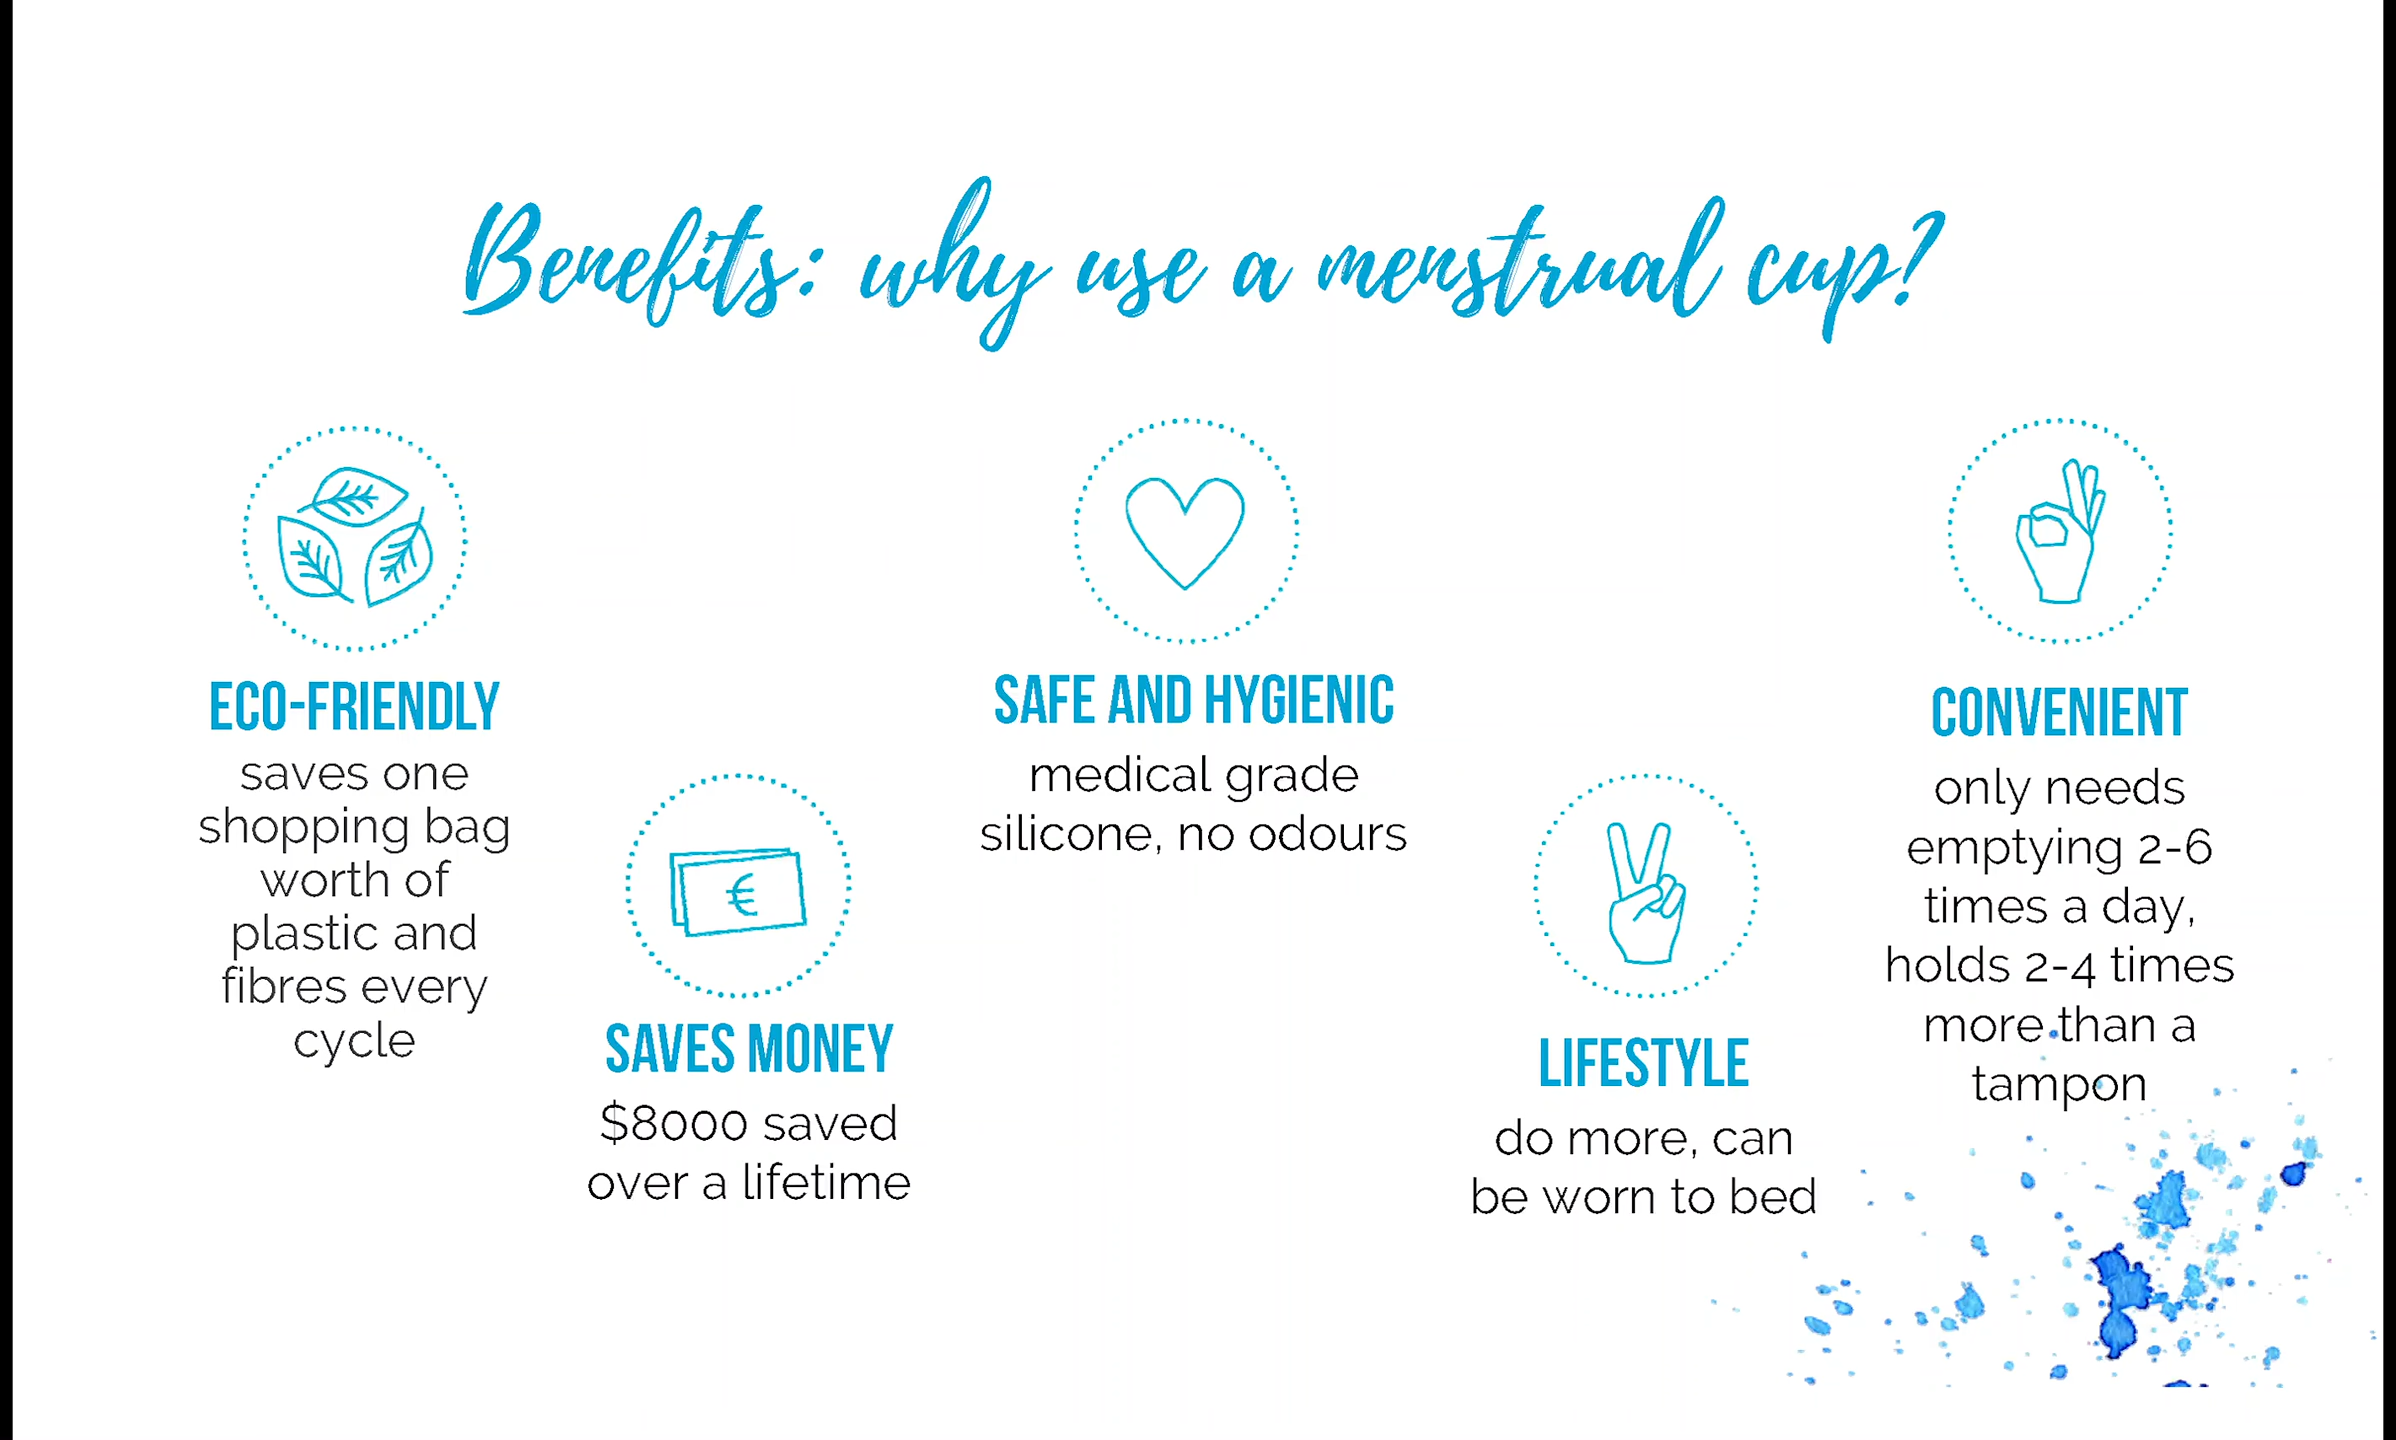 Benefits: why use a menstrual cup?
ECO-FRIENDLY
saves one
shopping bag
worth of
plastic and
fibres every
cycle
€
SAVES MONEY
$8000 saved
over a lifetime
SAFE AND HYGIENIC
medical grade
silicone, no odours
LIFESTYLE
do more, can
be worn to bed
CONVENIENT
only needs
emptying 2-6
times a day,
holds 2-4 times
more than a
tampon